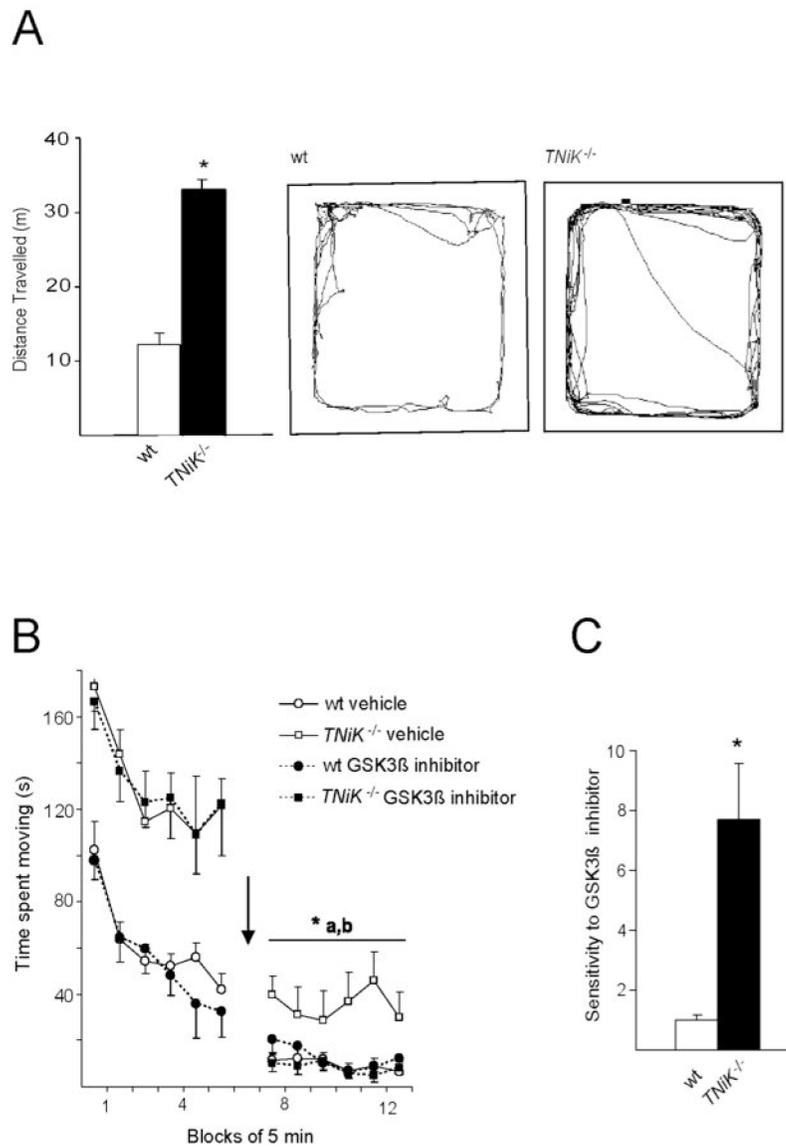 A
40
30
20
10
Distance Travelled (m)
wt
TNiK-/-
*
wt
TNiK-/-
B
160
120
80
40
Time spent moving (s)
wt vehicle
TNiK -/- vehicle
wt GSK3ß inhibitor
TNiK -/- GSK3ß inhibitor
* a,b
1 4 8 12
Blocks of 5 min
C
10
8
6
4
2
Sensitivity to GSK3ß inhibitor
*
wt
TNiK-/-